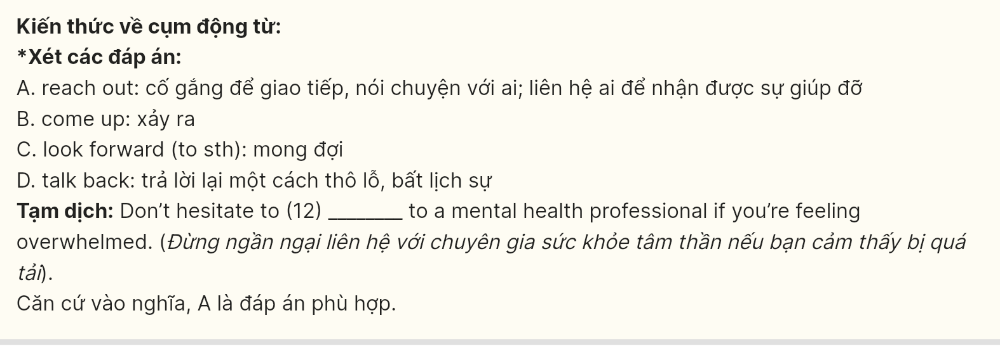 Kiến thức về cụm động từ:
*Xét các đáp án:
A. reach out: cố gắng để giao tiếp, nói chuyện với ai; liên hệ ai để nhận được sự giúp đỡ
B. come up: xảy ra
C. look forward (to sth): mong đợi
D. talk back: trả lời lại một cách thô lỗ, bất lịch sự
Tạm dịch: Don’t hesitate to (12) ________ to a mental health professional if you’re feeling
overwhelmed. (Đừng ngần ngại liên hệ với chuyên gia sức khỏe tâm thần nếu bạn cảm thấy bị quá
tải).
Căn cứ vào nghĩa, A là đáp án phù hợp.